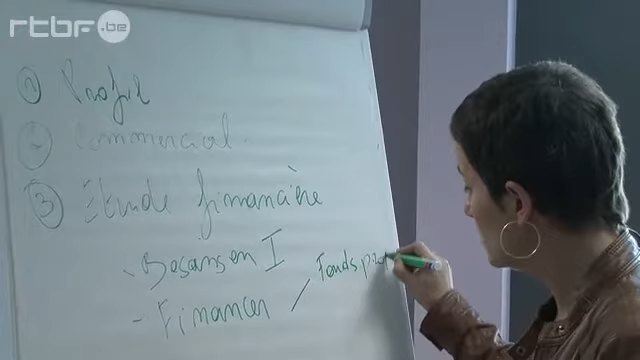 rtbf.be
① Profil
② Commercial.
③ Etude financière
- Besoins en I
- Financer / Fonds pro